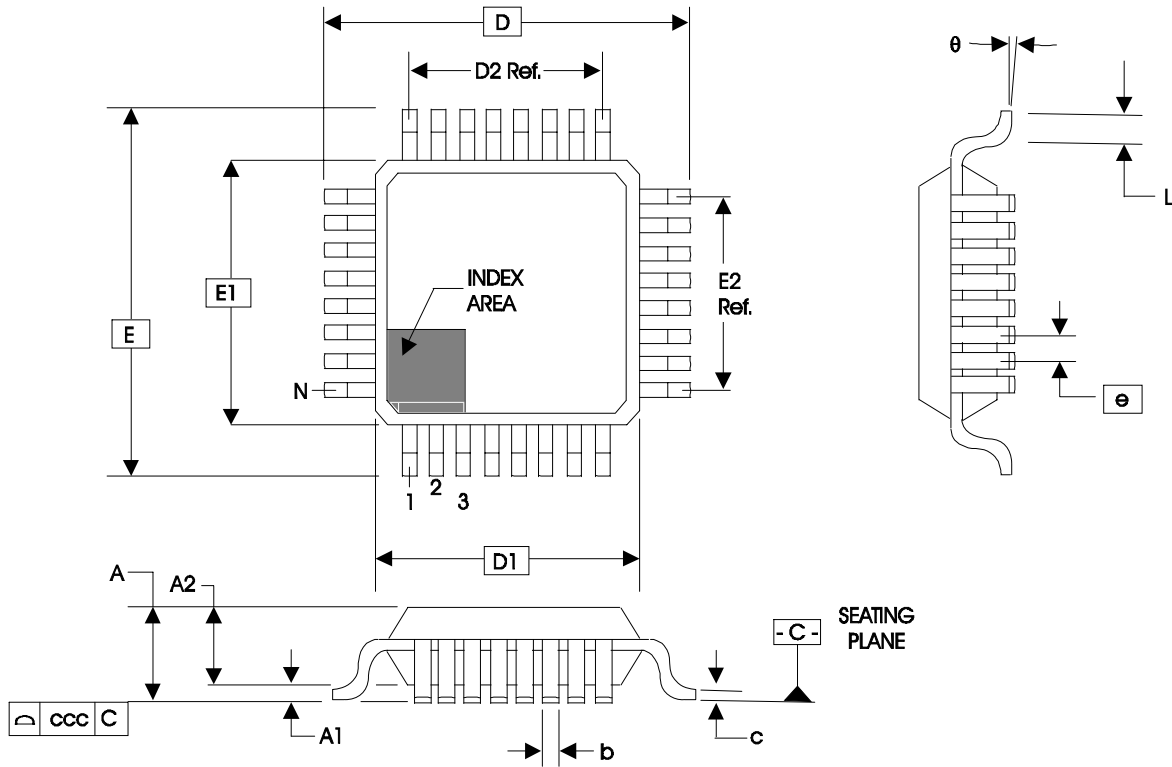 D
D2 Ref.
θ
L
E1
INDEX
AREA
E2
Ref.
E
N
e
1
2
3
D1
A
A2
- C -
SEATING
PLANE
ccc C
A1
b
c